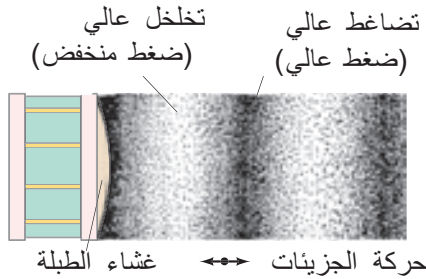 تضاغط عالي
(ضغط عالي)
تخلخل عالي
(ضغط منخفض)
حركة الجزيئات
غشاء الطبلة